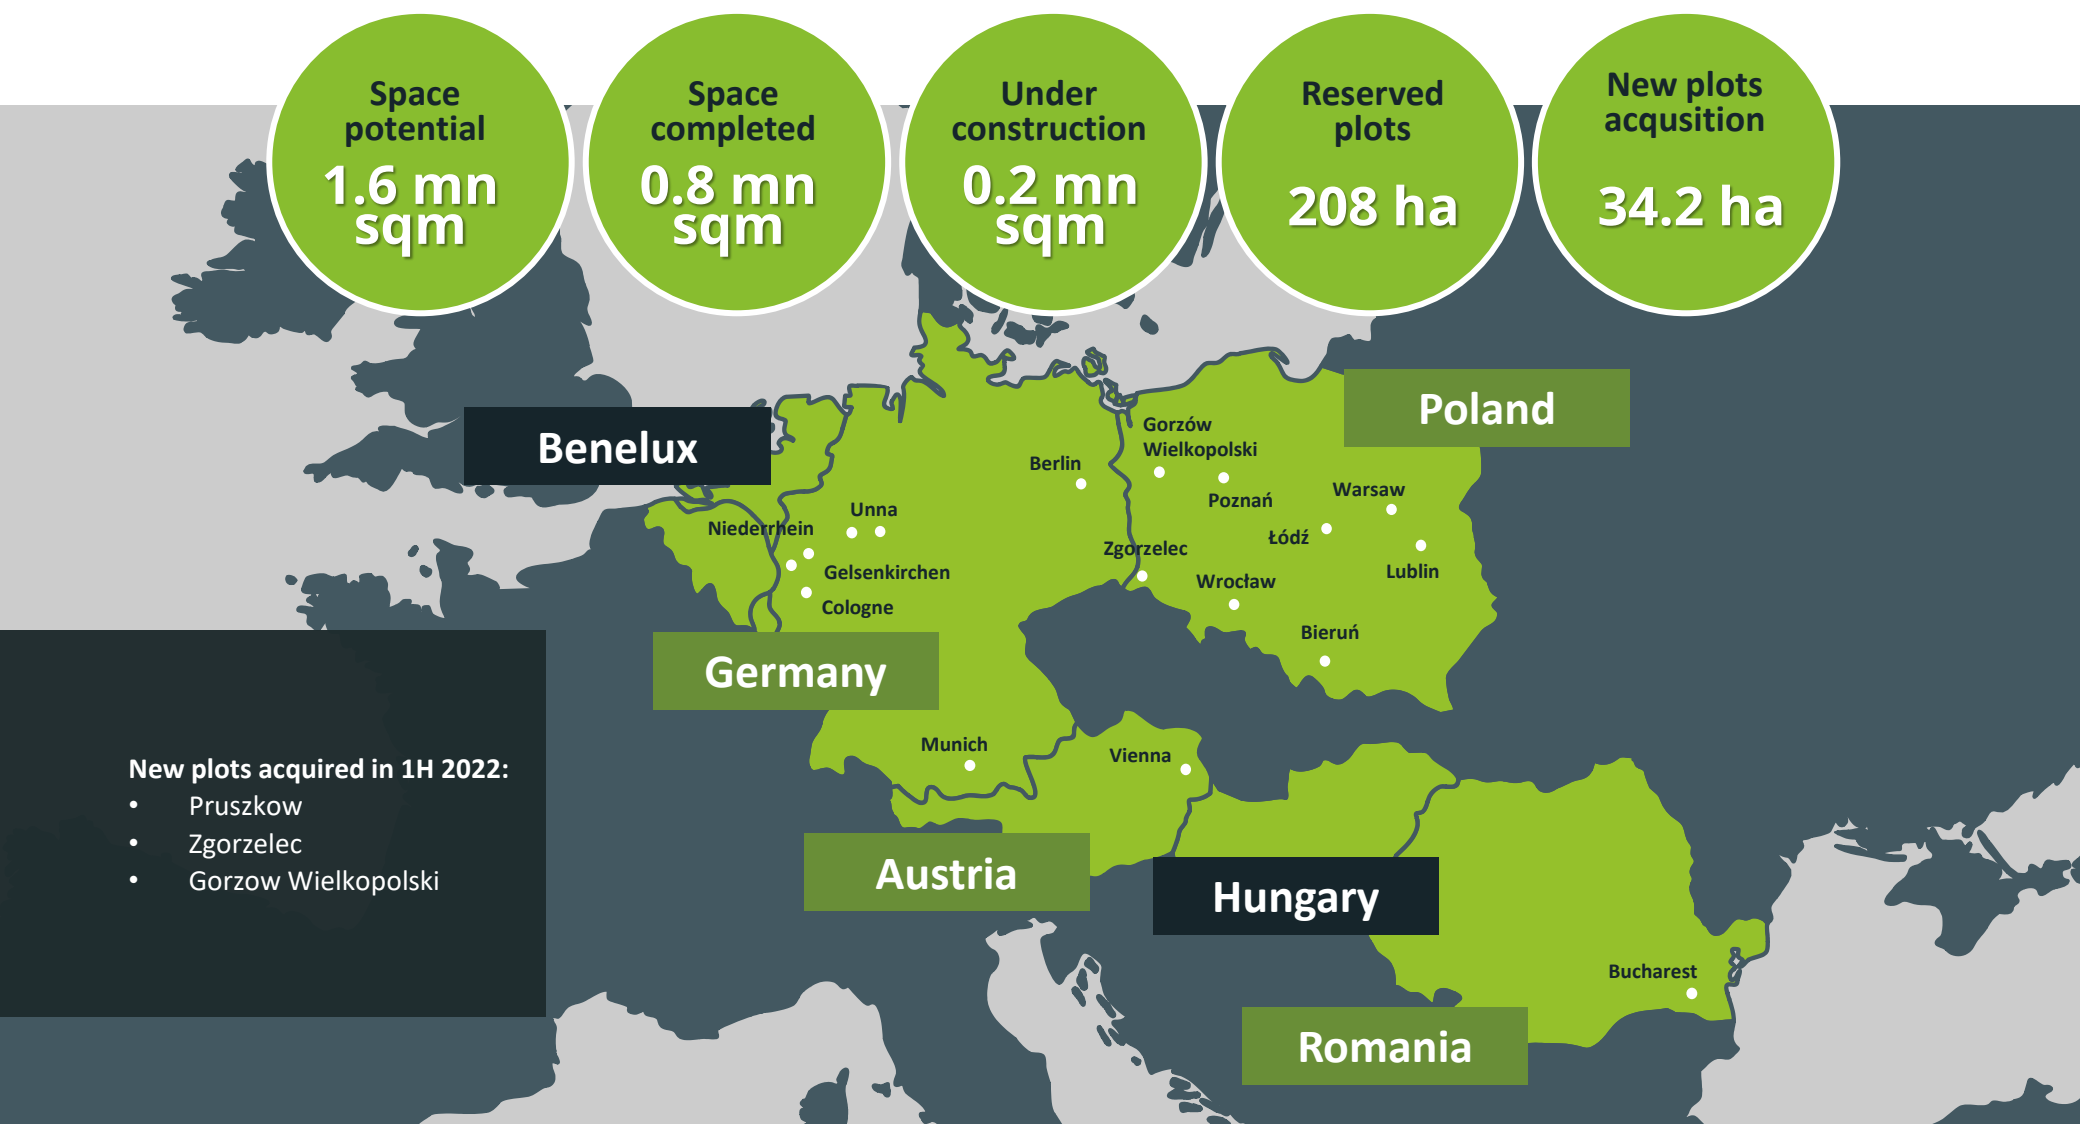 Space
potential
1.6 mn
sqm
Space
completed
0.8 mn
sqm
Under
construction
0.2 mn
sqm
Reserved
plots
208 ha
New plots
acqusition
34.2 ha
Poland
Benelux
Gorzów
Wielkopolski
Berlin
Poznań
Warsaw
Unna
Niederrhein
Łódź
Zgorzelec
Gelsenkirchen
Wrocław
Lublin
Cologne
Bieruń
Germany
Munich
Vienna
New plots acquired in 1H 2022:
• Pruszkow
• Zgorzelec
• Gorzow Wielkopolski
Austria
Hungary
Bucharest
Romania